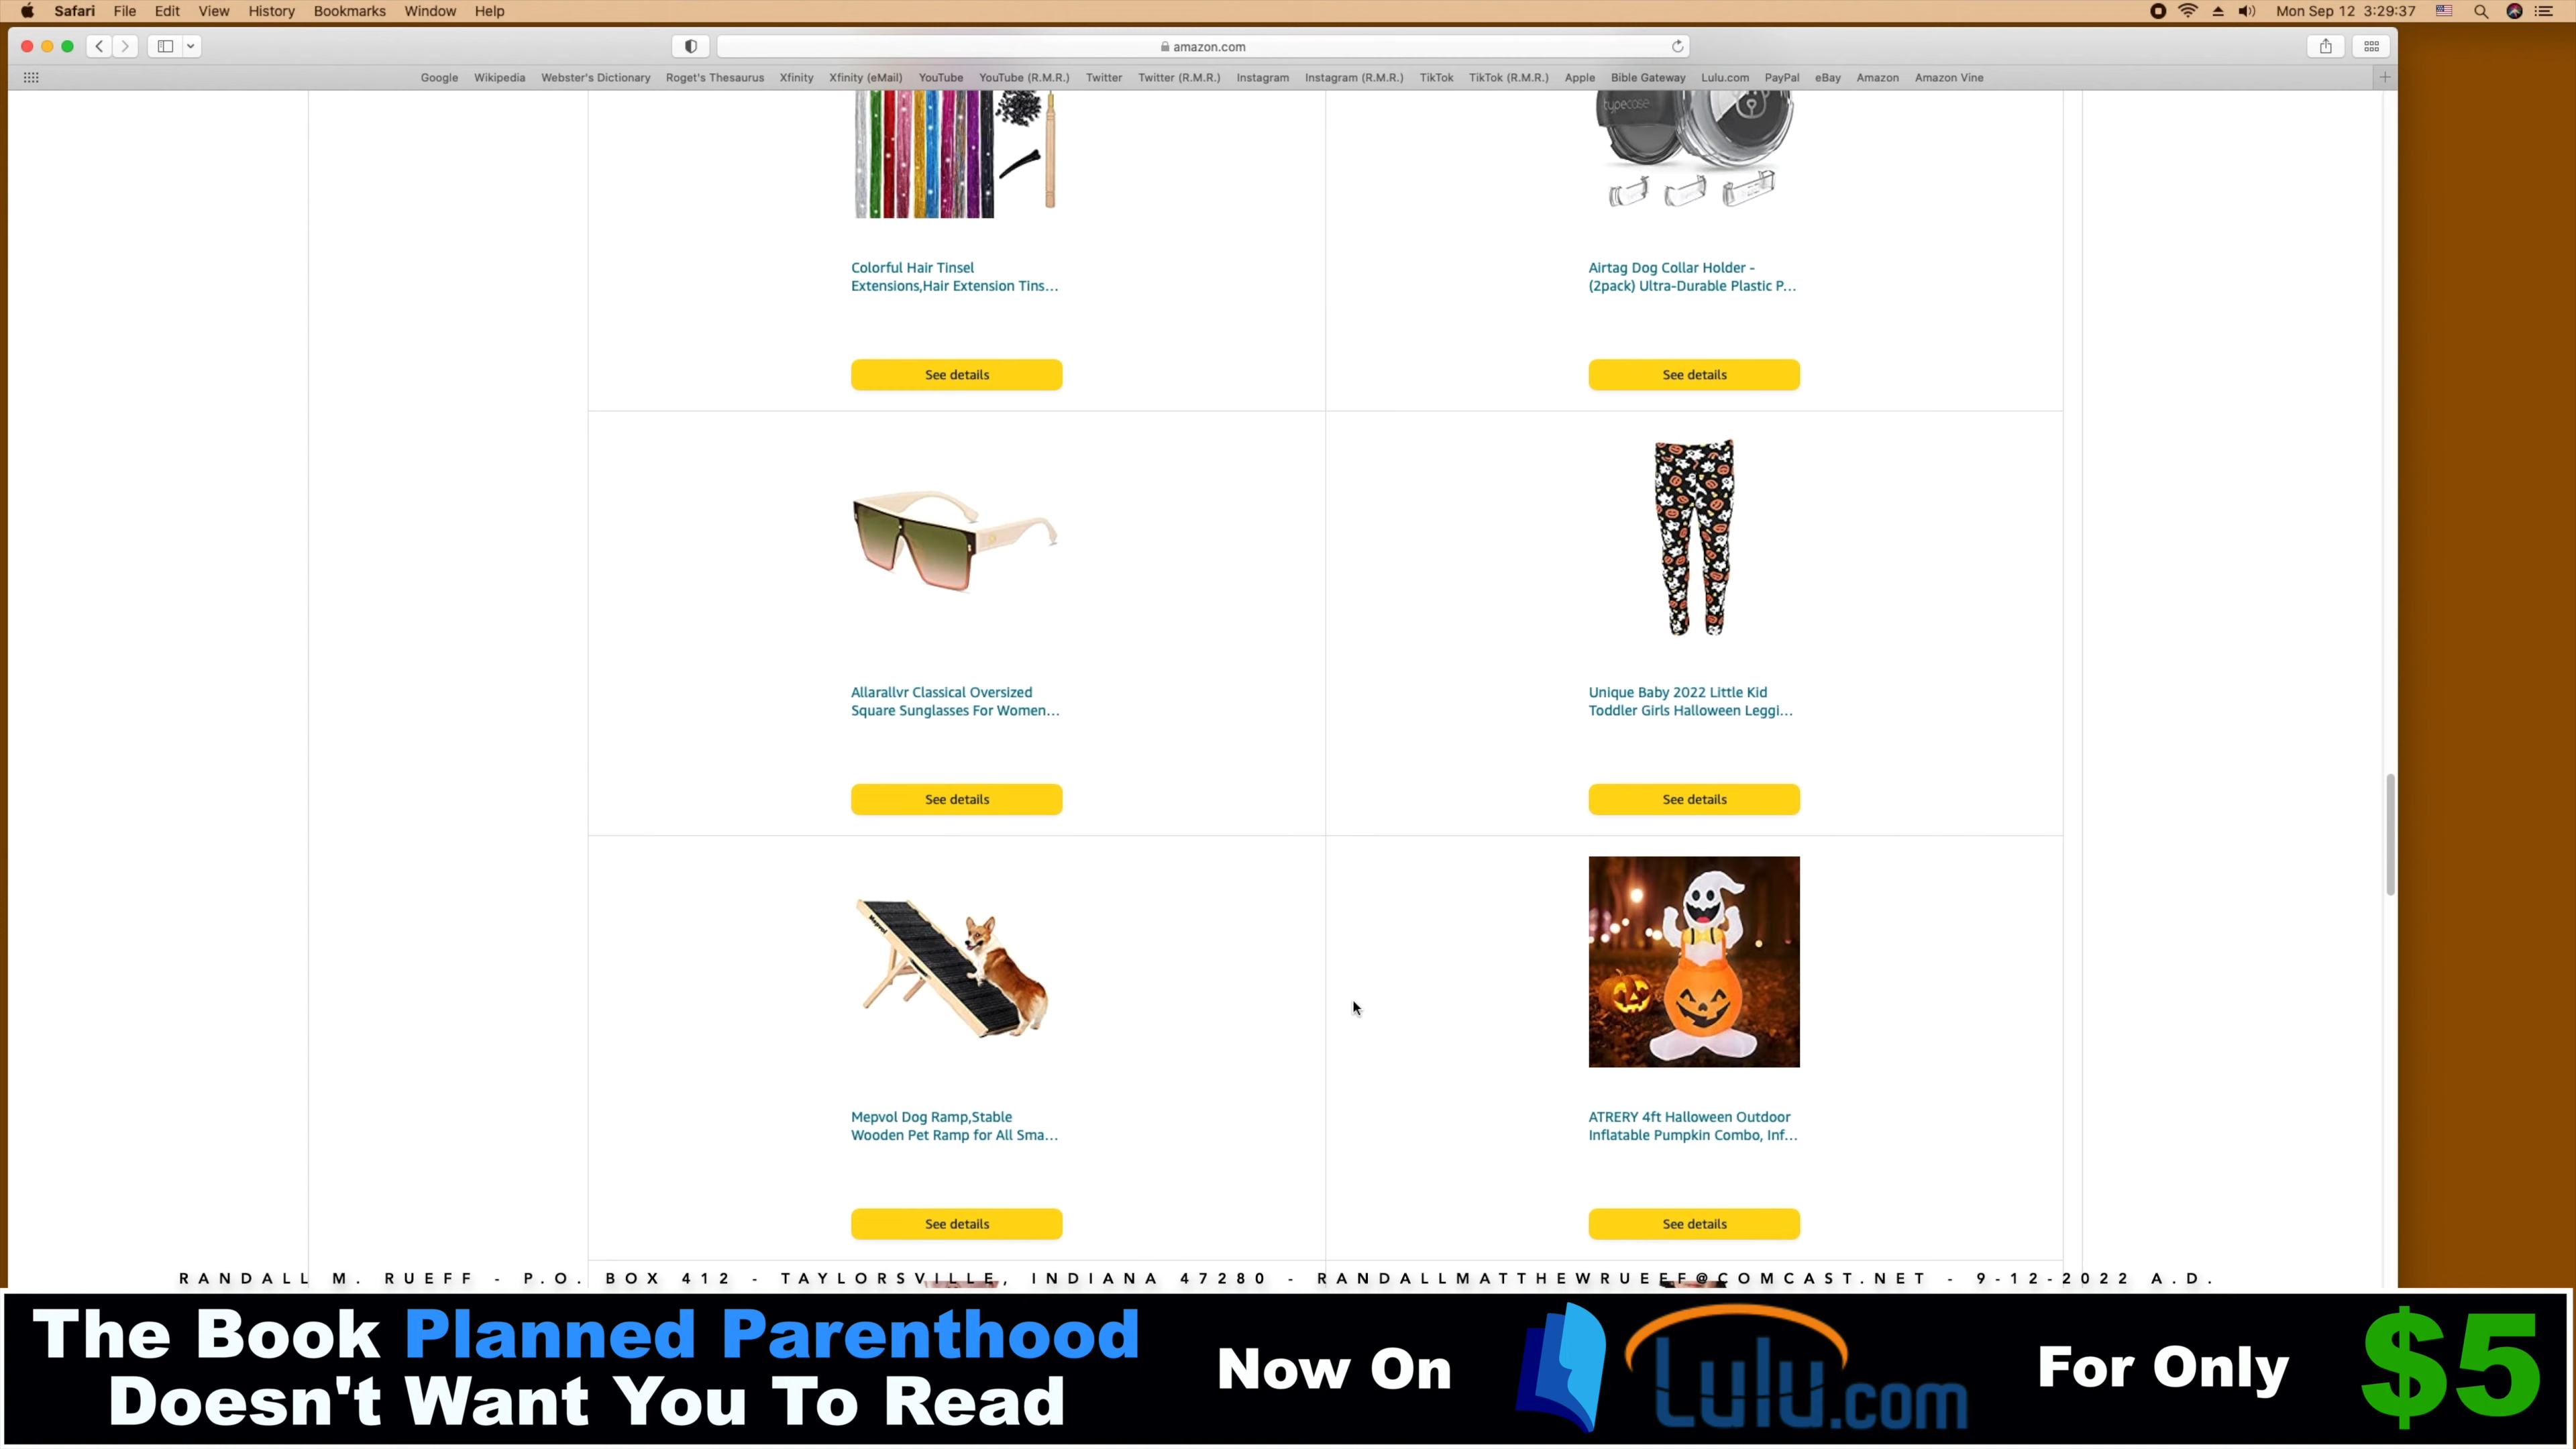 Safari File Edit View History Bookmarks Window Help
Mon Sep 12 3:29:37
amazon.com
Google Wikipedia Webster's Dictionary Roget's Thesaurus Xfinity Xfinity (eMail) YouTube YouTube (R.M.R.) Twitter Twitter (R.M.R.) Instagram Instagram (R.M.R.) TikTok TikTok (R.M.R.) Apple Bible Gateway Lulu.com PayPal eBay Amazon Amazon Vine
typecase
Colorful Hair Tinsel
Extensions,Hair Extension Tins...
Airtag Dog Collar Holder -
(2pack) Ultra-Durable Plastic P...
See details
See details
Allarallvr Classical Oversized
Square Sunglasses For Women...
Unique Baby 2022 Little Kid
Toddler Girls Halloween Leggi...
See details
See details
Mepvol
Mepvol Dog Ramp,Stable
Wooden Pet Ramp for All Sma...
ATRERY 4ft Halloween Outdoor
Inflatable Pumpkin Combo, Inf...
See details
See details
RANDALL M. RUEFF - P.O. BOX 412 - TAYLORSVILLE, INDIANA 47280 - RANDALLMATTHEWRUEFF@COMCAST.NET - 9-12-2022 A.D.
The Book Planned Parenthood
Doesn't Want You To Read
Now On
Lulu.com
For Only
$5